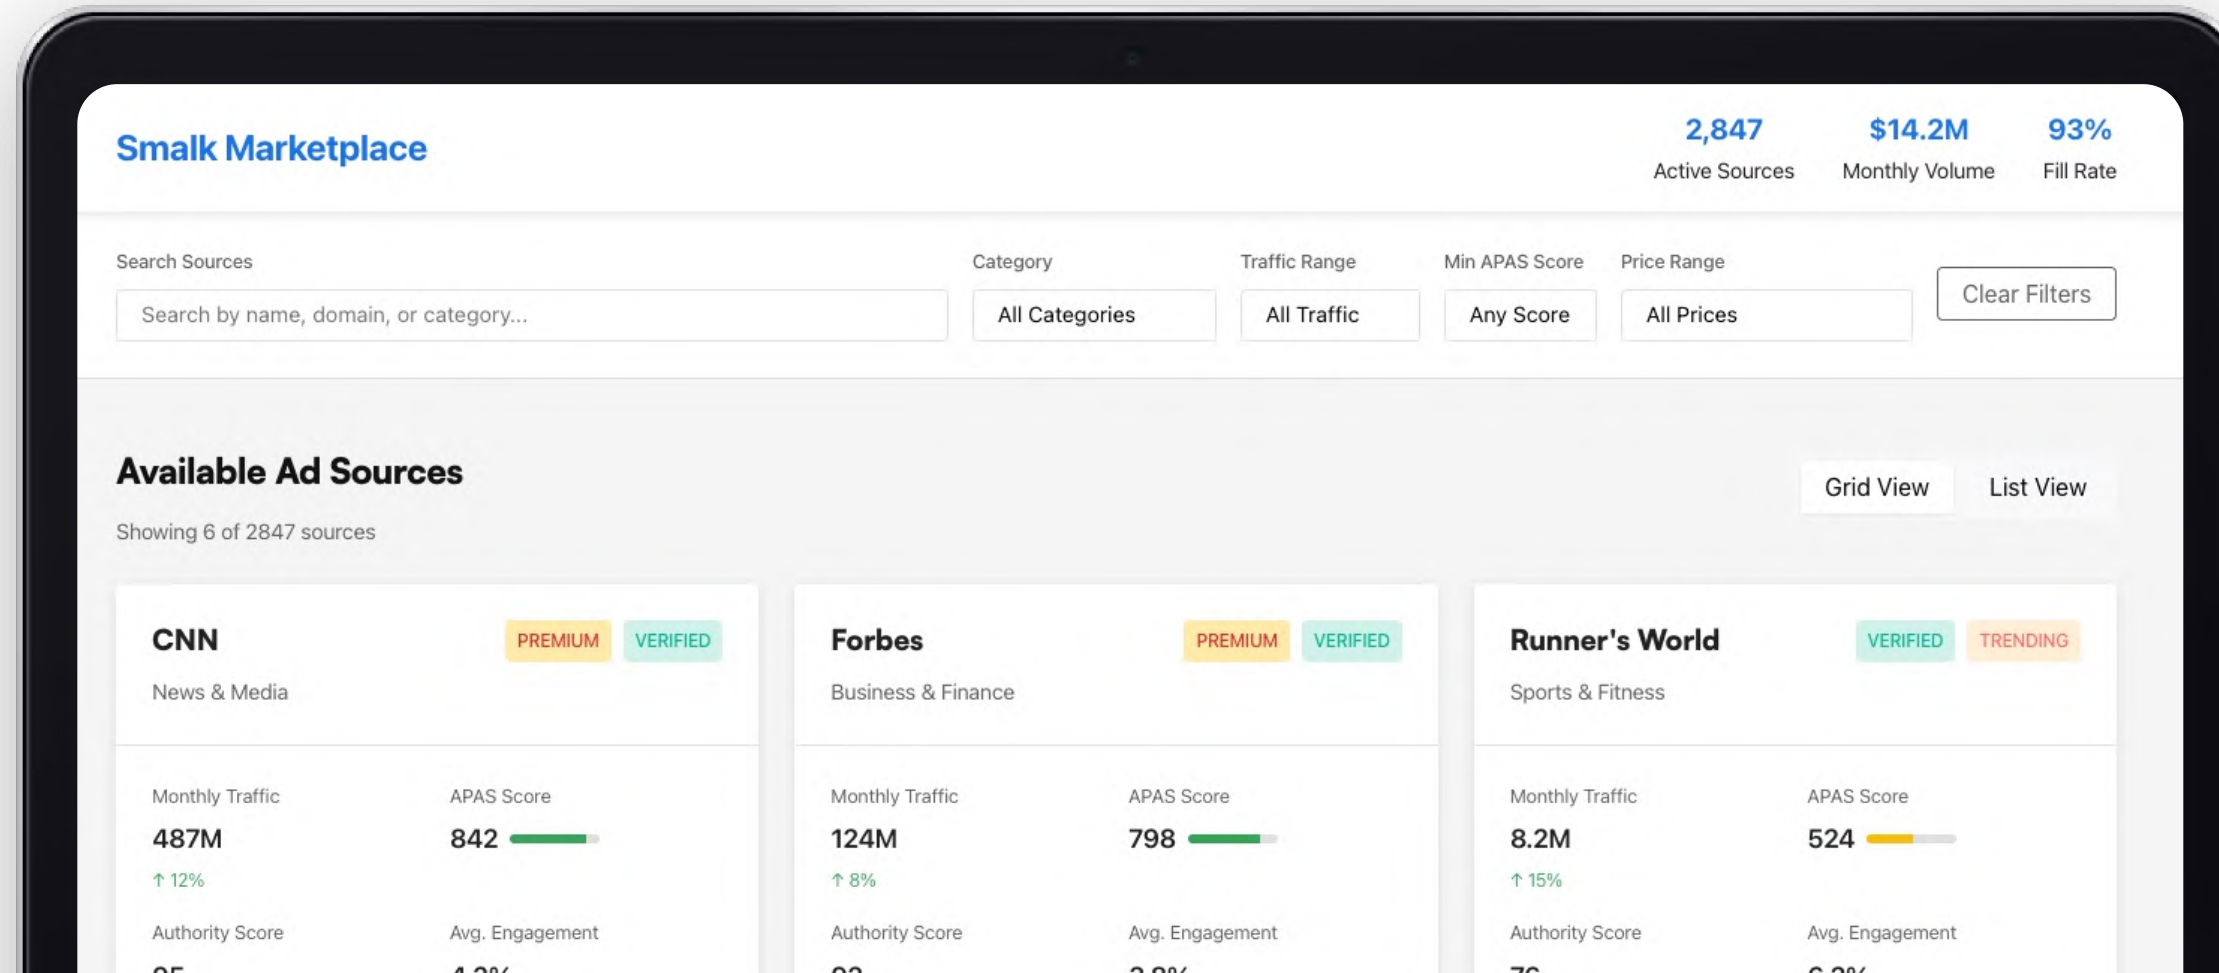 Smalk Marketplace
2,847
Active Sources
$14.2M
Monthly Volume
93%
Fill Rate
Search Sources
Search by name, domain, or category...
Category
All Categories
Traffic Range
All Traffic
Min APAS Score
Any Score
Price Range
All Prices
Clear Filters
Available Ad Sources
Showing 6 of 2847 sources
Grid View
List View
CNN
PREMIUM
VERIFIED
News & Media
Monthly Traffic
487M
↑ 12%
APAS Score
842
Authority Score
Avg. Engagement
Forbes
PREMIUM
VERIFIED
Business & Finance
Monthly Traffic
124M
↑ 8%
APAS Score
798
Authority Score
Avg. Engagement
Runner's World
VERIFIED
TRENDING
Sports & Fitness
Monthly Traffic
8.2M
↑ 15%
APAS Score
524
Authority Score
Avg. Engagement